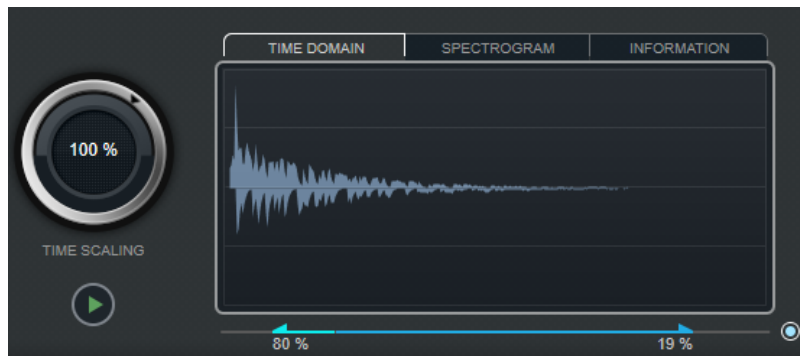 TIME DOMAIN SPECTROGRAM INFORMATION
100 %
TIME SCALING
80 % 19 %